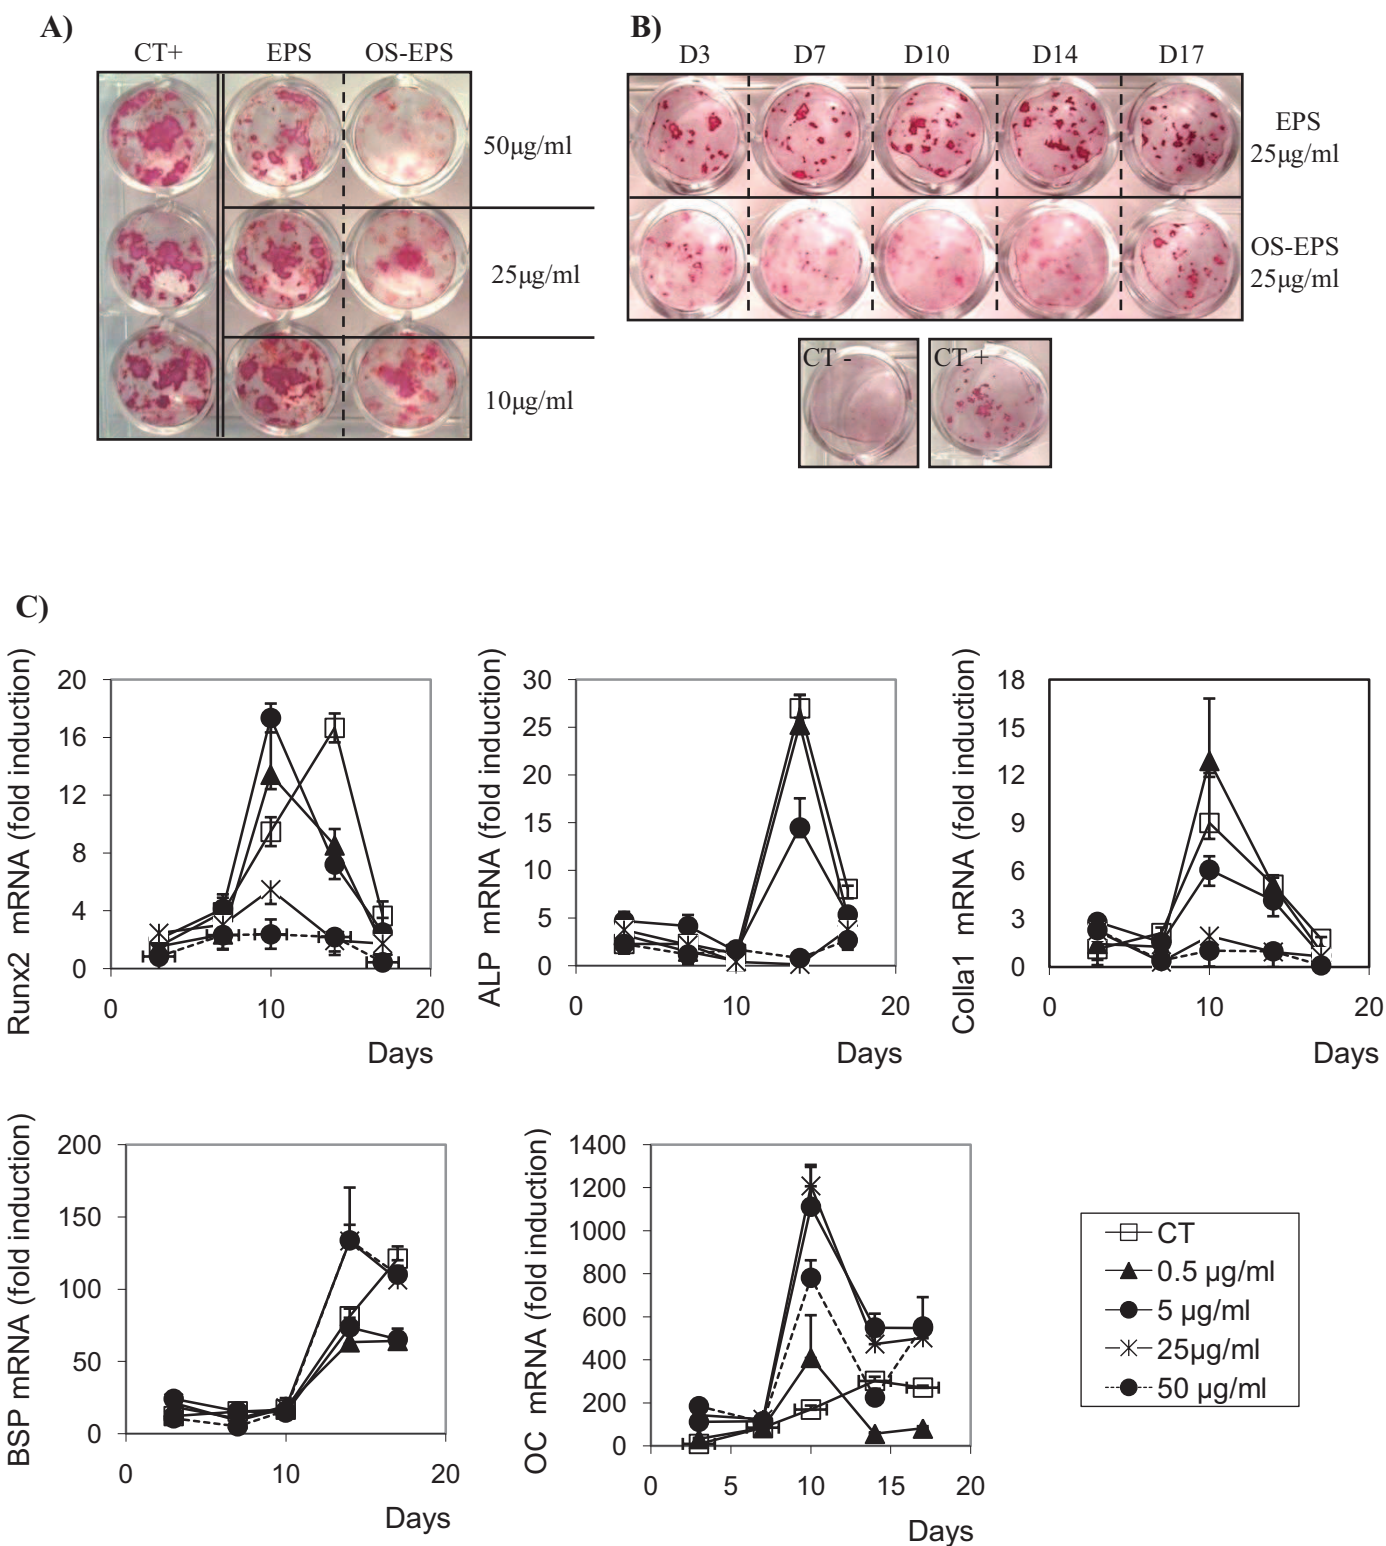 A)
CT+ EPS OS-EPS
50µg/ml
25µg/ml
10µg/ml
B)
D3 D7 D10 D14 D17
EPS
25µg/ml
OS-EPS
25µg/ml
CT - CT +
C)
Runx2 mRNA (fold induction)
20
16
12
8
4
0
0 10 20
Days
ALP mRNA (fold induction)
30
25
20
15
10
5
0
0 10 20
Days
Colla1 mRNA (fold induction)
18
15
12
9
6
3
0
0 10 20
Days
BSP mRNA (fold induction)
200
150
100
50
0
0 10 20
Days
OC mRNA (fold induction)
1400
1200
1000
800
600
400
200
0
0 5 10 15 20
Days
CT
0.5 µg/ml
5 µg/ml
25µg/ml
50 µg/ml